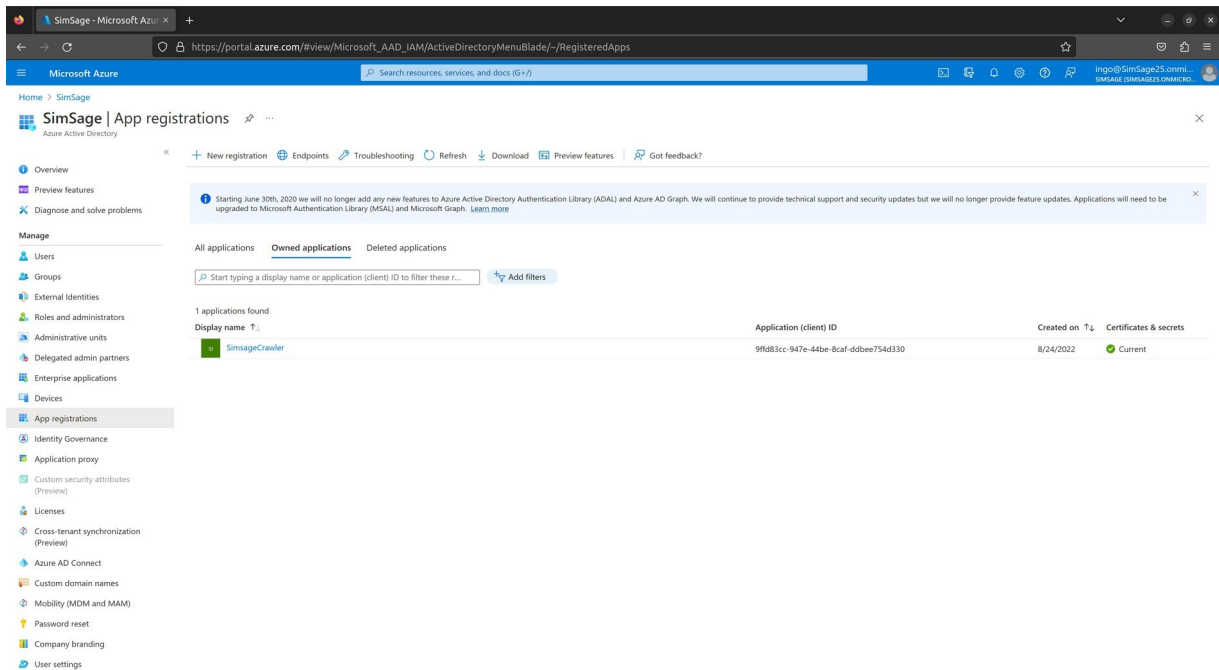 SimSage - Microsoft Azur
https://portal.azure.com/#view/Microsoft_AAD_IAM/ActiveDirectoryMenuBlade/~/RegisteredApps
Microsoft Azure
Search resources, services, and docs (G+/)
ingo@SimSage25.onmi...
SIMSAGE (SIMSAGE25.ONMICRO...
Home > SimSage
SimSage | App registrations
Azure Active Directory
New registration
Endpoints
Troubleshooting
Refresh
Download
Preview features
Got feedback?
Overview
Preview features
Diagnose and solve problems
Manage
Users
Groups
External Identities
Roles and administrators
Administrative units
Delegated admin partners
Enterprise applications
Devices
App registrations
Identity Governance
Application proxy
Custom security attributes
(Preview)
Licenses
Cross-tenant synchronization
(Preview)
Azure AD Connect
Custom domain names
Mobility (MDM and MAM)
Password reset
Company branding
User settings
Starting June 30th, 2020 we will no longer add any new features to Azure Active Directory Authentication Library (ADAL) and Azure AD Graph. We will continue to provide technical support and security updates but we will no longer provide feature updates. Applications will need to be
upgraded to Microsoft Authentication Library (MSAL) and Microsoft Graph. Learn more
All applications
Owned applications
Deleted applications
Start typing a display name or application (client) ID to filter these r...
Add filters
1 applications found
Display name
Application (client) ID
Created on
Certificates & secrets
SI
SimsageCrawler
9ffd83cc-947e-44be-8caf-ddbee754d330
8/24/2022
Current